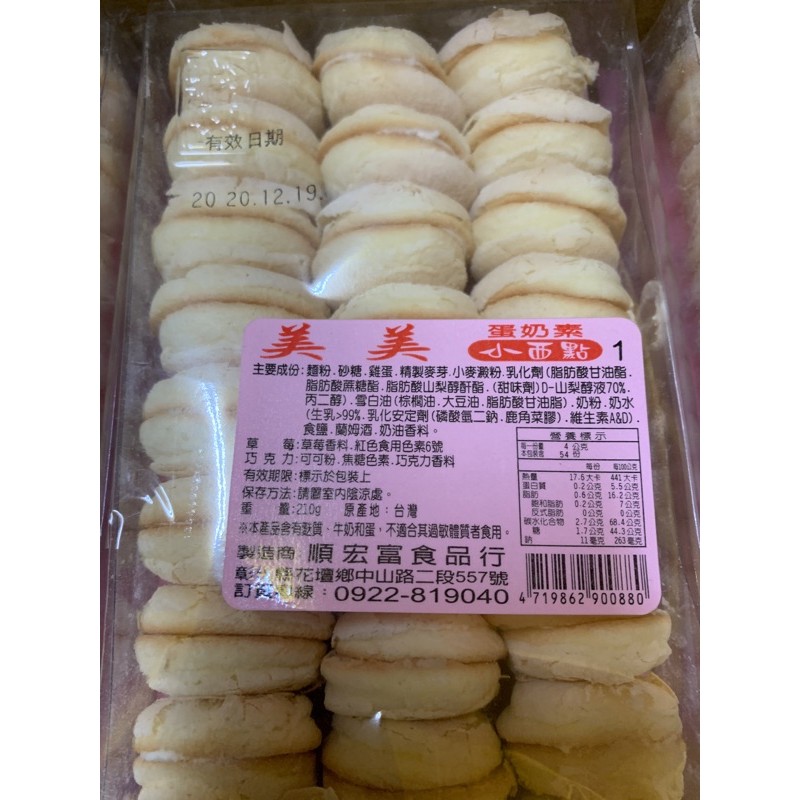 有效日期
20 20.12.19.
美 美 蛋奶素
小西點 1
主要成份:麵粉.砂糖.雞蛋.精製麥芽.小麥澱粉.乳化劑(脂肪酸甘油酯.
脂肪酸蔗糖酯.脂肪酸山梨醇酐酯.(甜味劑)D-山梨醇液70%.
丙二醇).雪白油(棕櫚油.大豆油.脂肪酸甘油脂).奶粉.奶水
(生乳>99%.乳化安定劑(磷酸氫二鈉.鹿角菜膠).維生素A&D).
食鹽.蘭姆酒.奶油香料。
草 莓:草莓香料.紅色食用色素6號
巧 克 力:可可粉.焦糖色素.巧克力香料
有效期限:標示於包裝上
保存方法:請置室內陰涼處。
重 量:210g 原產地:台灣
※本產品含有麩質、牛奶和蛋,不適合其過敏體質者食用。
製造商:順宏富食品行
花壇鄉中山路二段557號
訂 線:0922-819040
營養標示
每一份量 4 公克
本包裝含 54 份
每份 每100公克
熱量 17.6大卡 441大卡
蛋白質 0.2公克 5.5公克
脂肪 0.6公克 16.2公克
飽和脂肪 0.2公克 7公克
反式脂肪 0公克 0公克
碳水化合物 2.7公克 68.4公克
糖 1.7公克 44.3公克
鈉 11毫克 263毫克
4 719862 900880